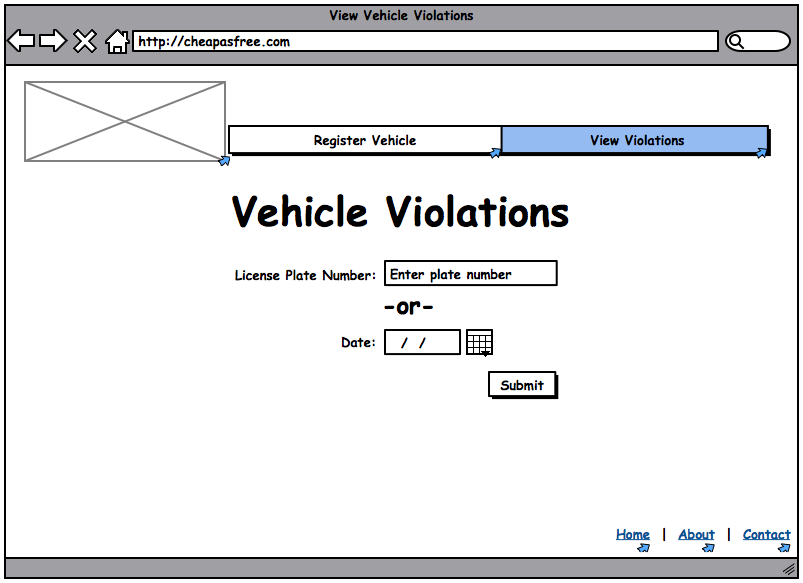 View Vehicle Violations
http://cheapasfree.com
Register Vehicle
View Violations
Vehicle Violations
License Plate Number: Enter plate number
-or-
Date: / /
Submit
Home | About | Contact